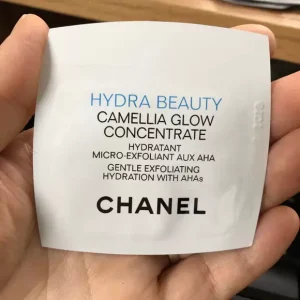 HYDRA BEAUTY
CAMELLIA GLOW
CONCENTRATE
HYDRATANT
MICRO-EXFOLIANT AUX AHA
GENTLE EXFOLIATING
HYDRATION WITH AHAs
CHANEL